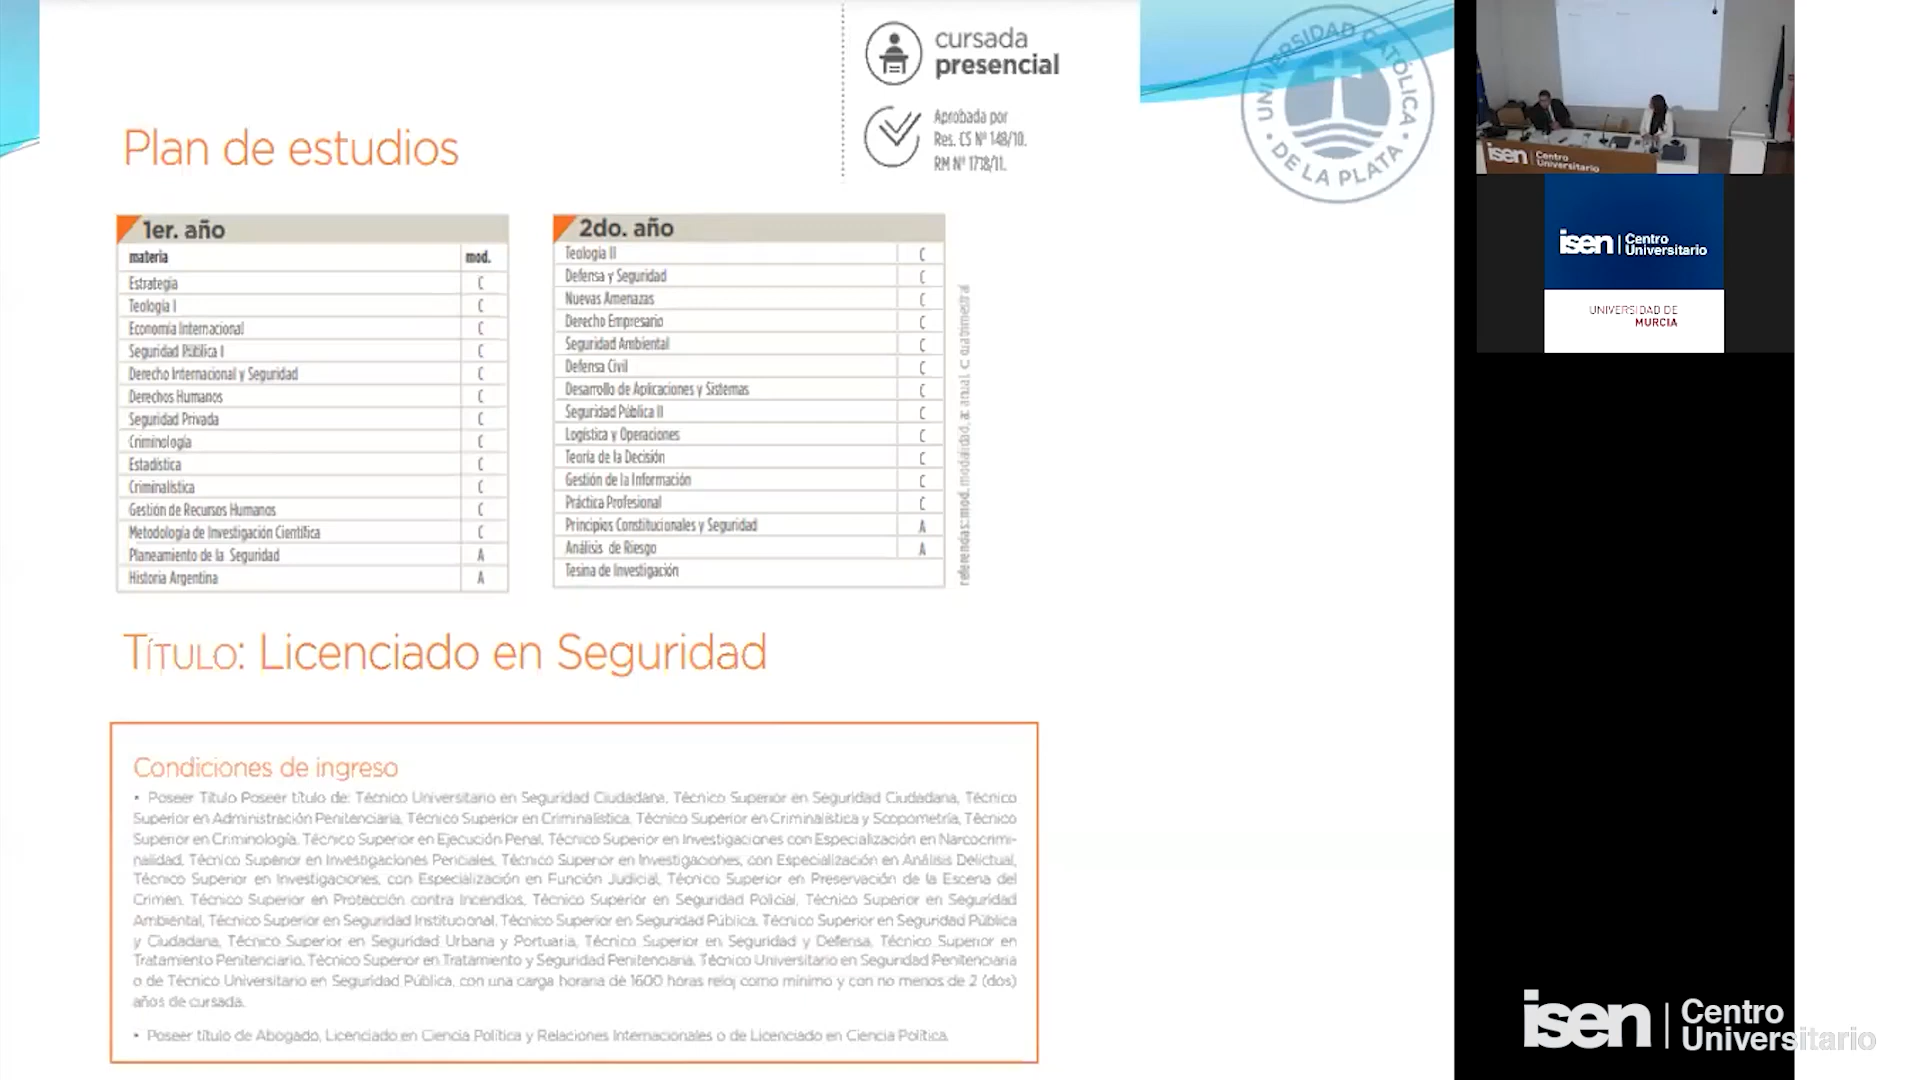 cursada
presencial
Aprobada por
Res. CS Nº 148/10.
RM Nº 1718/11.
UNIVERSIDAD CATÓLICA
• DE LA PLATA •
Plan de estudios
1er. año
materia mod.
Estrategia C
Teología I C
Economía Internacional C
Seguridad Pública I C
Derecho Internacional y Seguridad C
Derechos Humanos C
Seguridad Privada C
Criminología C
Estadística C
Criminalística C
Gestión de Recursos Humanos C
Metodología de Investigación Científica C
Planeamiento de la Seguridad A
Historia Argentina A
2do. año
Teología II C
Defensa y Seguridad C
Nuevas Amenazas C
Derecho Empresario C
Seguridad Ambiental C
Defensa Civil C
Desarrollo de Aplicaciones y Sistemas C
Seguridad Pública II C
Logística y Operaciones C
Teoría de la Decisión C
Gestión de la Información C
Práctica Profesional C
Principios Constitucionales y Seguridad A
Análisis de Riesgo A
Tesina de Investigación
referencias: mod. modalidad, a: anual, c: cuatrimestral
Título: Licenciado en Seguridad
Condiciones de ingreso
• Poseer Título Poseer título de: Técnico Universitario en Seguridad Ciudadana, Técnico Superior en Seguridad Ciudadana, Técnico
Superior en Administración Penitenciaria, Técnico Superior en Criminalística, Técnico Superior en Criminalística y Scopometría, Técnico
Superior en Criminología, Técnico Superior en Ejecución Penal, Técnico Superior en Investigaciones con Especialización en Narcocrimi-
nalidad, Técnico Superior en Investigaciones Periciales, Técnico Superior en Investigaciones, con Especialización en Análisis Delictual,
Técnico Superior en Investigaciones, con Especialización en Función Judicial, Técnico Superior en Preservación de la Escena del
Crimen, Técnico Superior en Protección contra Incendios, Técnico Superior en Seguridad Policial, Técnico Superior en Seguridad
Ambiental, Técnico Superior en Seguridad Institucional, Técnico Superior en Seguridad Pública, Técnico Superior en Seguridad Pública
y Ciudadana, Técnico Superior en Seguridad Urbana y Portuaria, Técnico Superior en Seguridad y Defensa, Técnico Superior en
Tratamiento Penitenciario, Técnico Superior en Tratamiento y Seguridad Penitenciaria, Técnico Universitario en Seguridad Penitenciaria
o de Técnico Universitario en Seguridad Pública, con una carga horaria de 1600 horas reloj como mínimo y con no menos de 2 (dos)
años de cursada.
• Poseer título de Abogado, Licenciado en Ciencia Política y Relaciones Internacionales o de Licenciado en Ciencia Política.
isen Centro
Universitario
isen Centro
Universitario
UNIVERSIDAD DE
MURCIA
isen Centro
Universitario